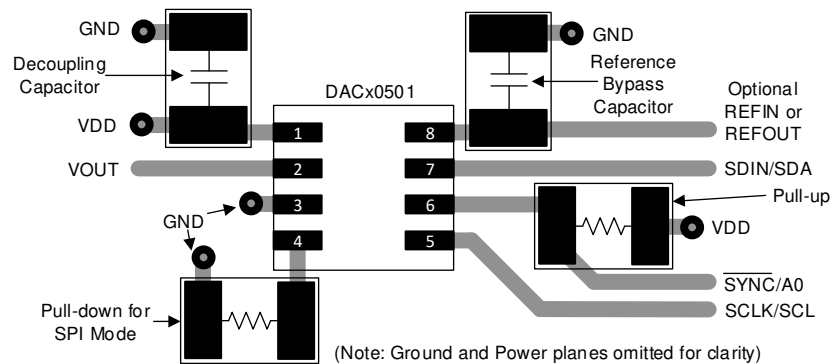 GND
Decoupling
Capacitor
VDD
VOUT
GND
Pull-down for
SPI Mode
DACx0501
1
2
3
4
8
7
6
5
GND
Reference
Bypass
Capacitor
Optional
REFIN or
REFOUT
SDIN/SDA
Pull-up
VDD
SYNC/A0
SCLK/SCL
(Note: Ground and Power planes omitted for clarity)